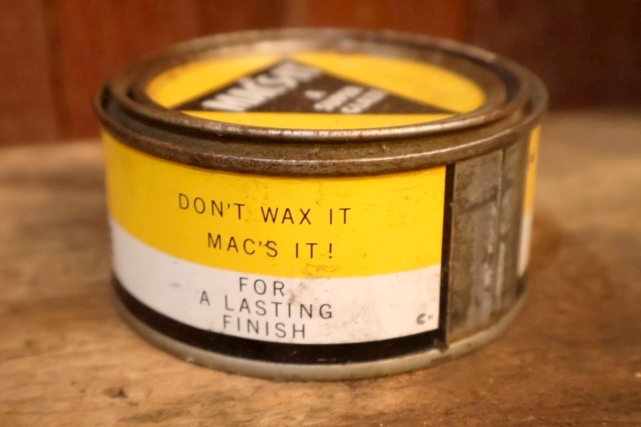 DON'T WAX IT
MAC'S IT!
FOR
A LASTING
FINISH